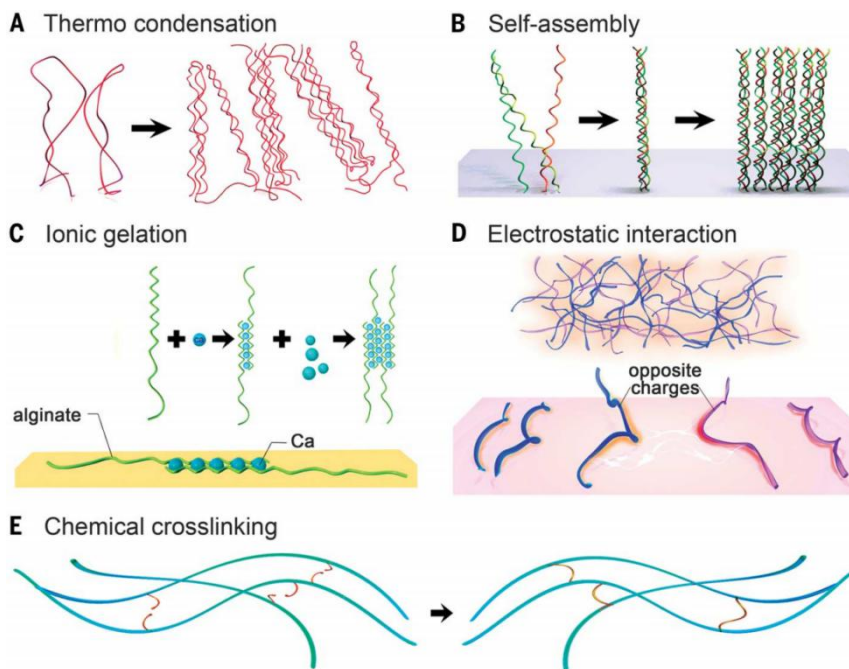 A Thermo condensation
B Self-assembly
C Ionic gelation
D Electrostatic interaction
alginate
Ca
opposite
charges
E Chemical crosslinking